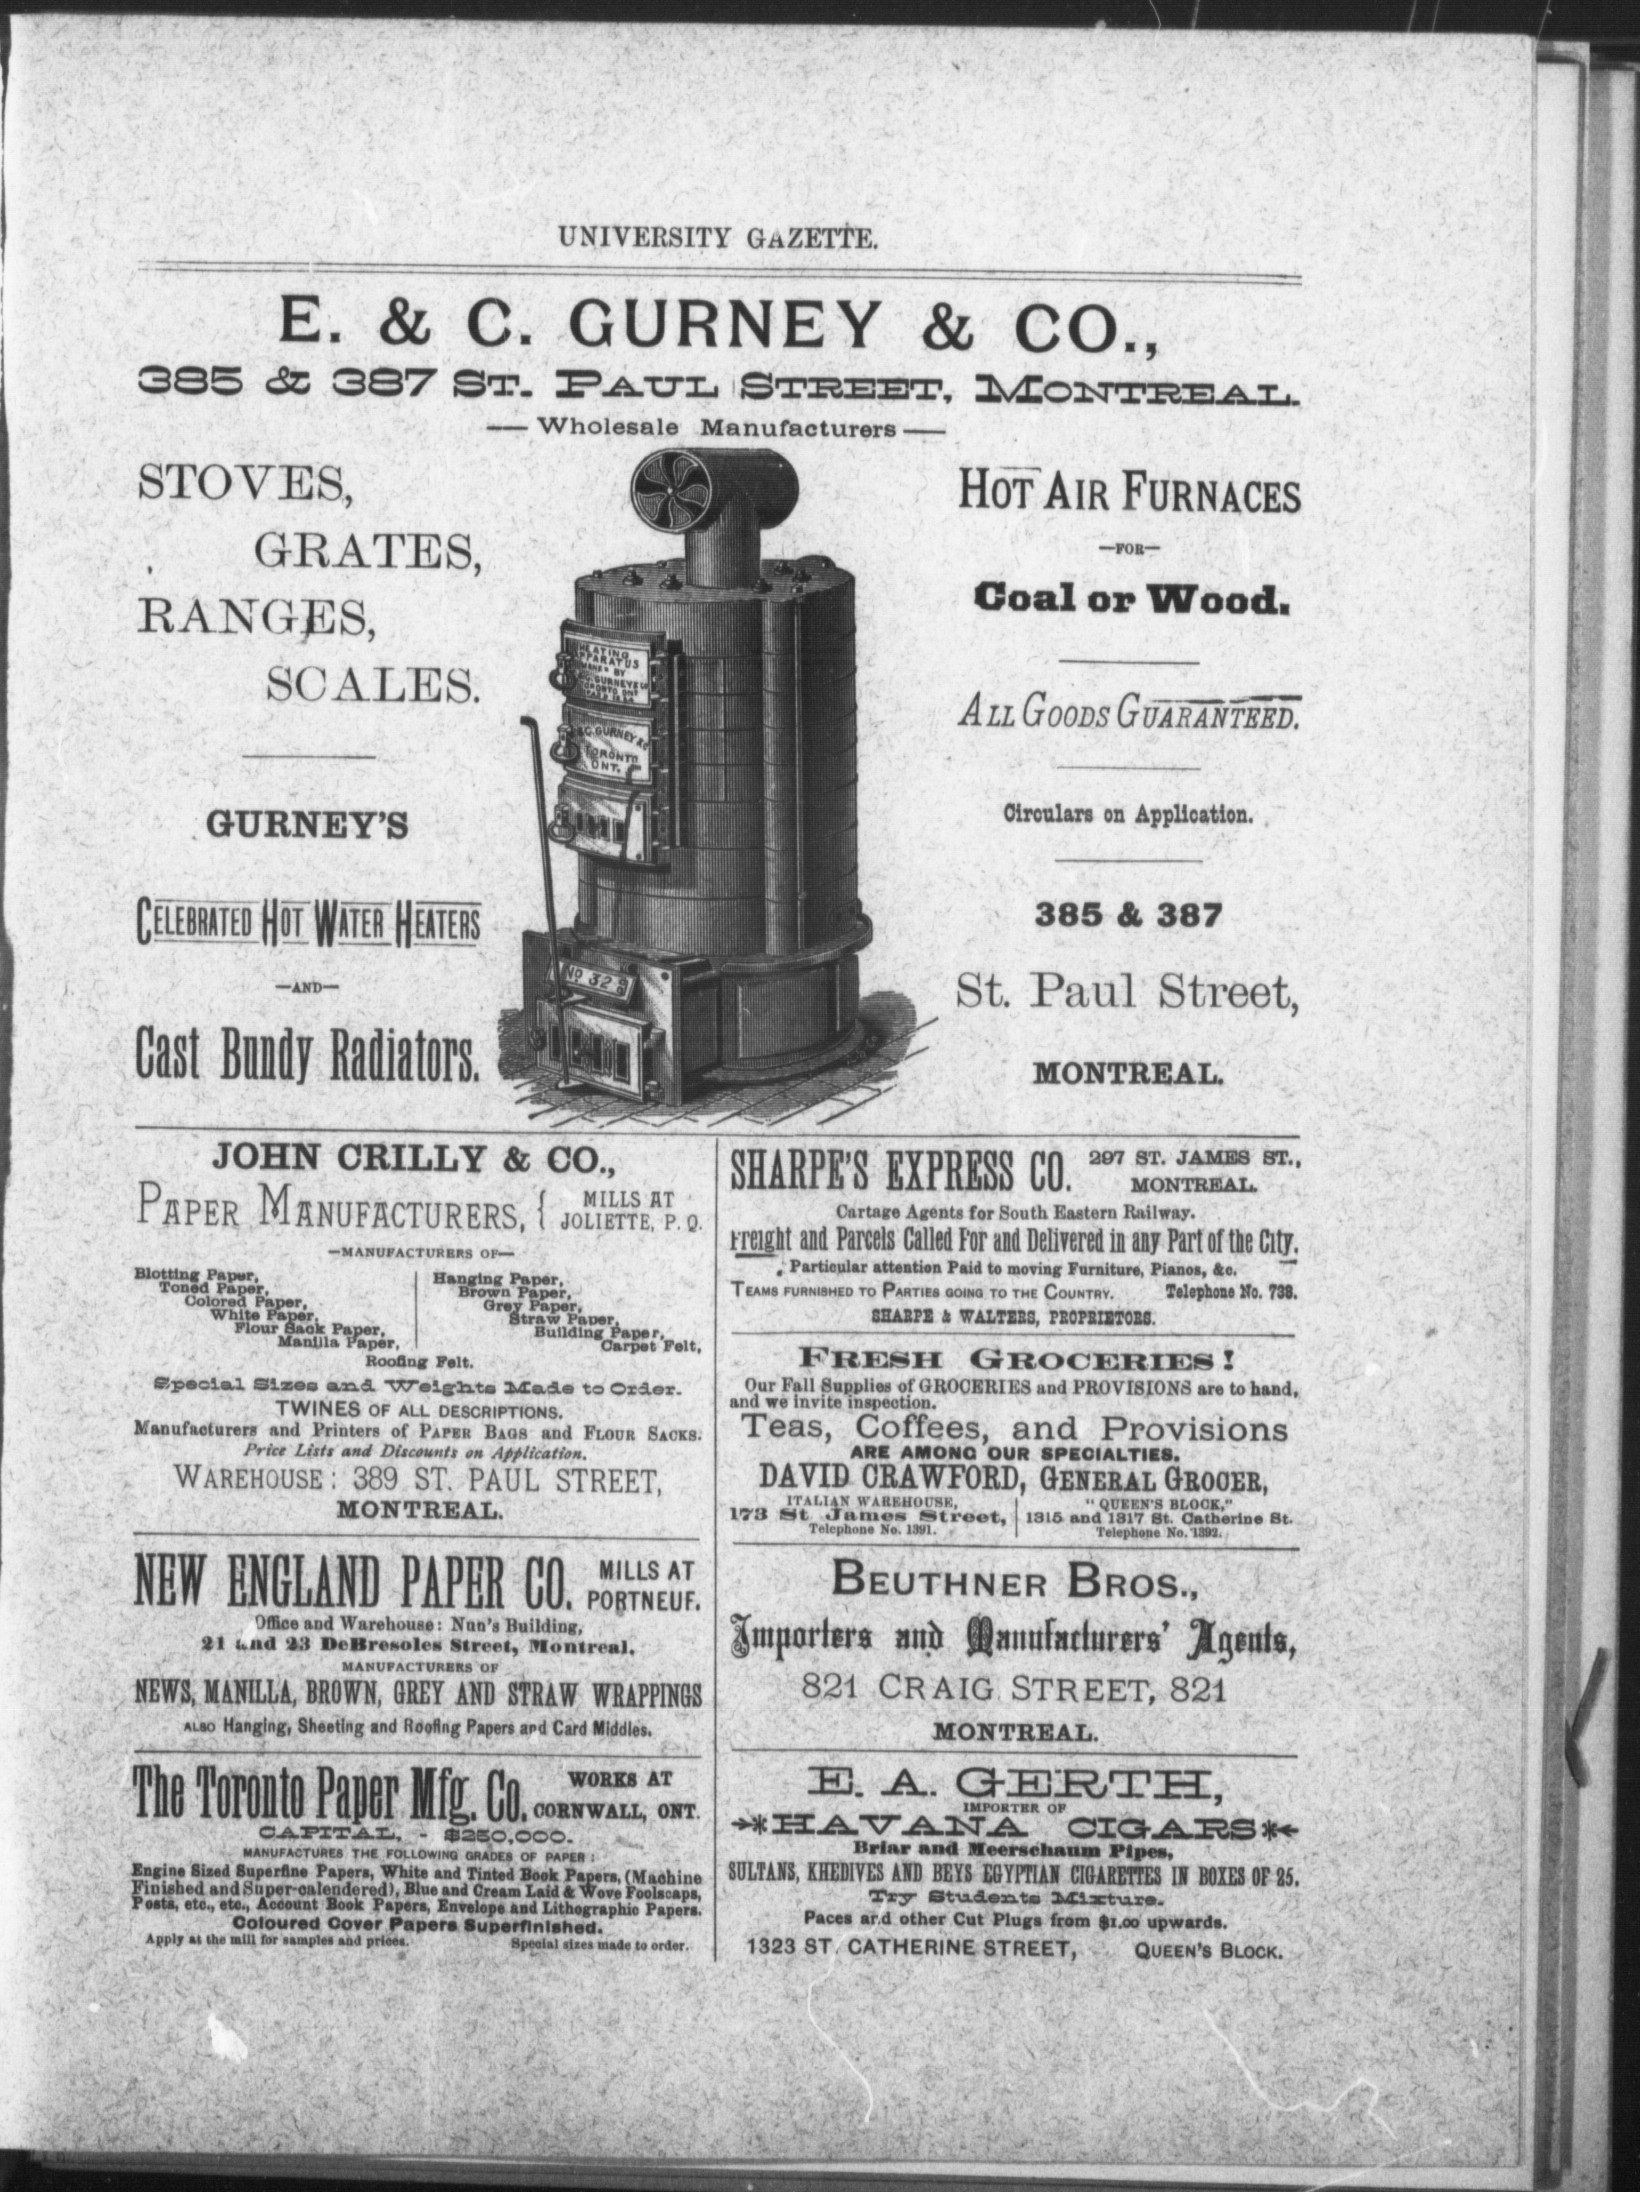 UNIVERSITY GAZETTE.
E. & C. GURNEY & CO.,
385 & 387 ST. PAUL STREET, MONTREAL.
— Wholesale Manufacturers —
STOVES,
GRATES,
RANGES,
SCALES.
GURNEY'S
CELEBRATED HOT WATER HEATERS
—AND—
Cast Bundy Radiators.
HEATING
APPARATUS
BY
GURNEY
TORONTO ONT
C. GURNEY & C
TORONTO
ONT.
No. 32
HOT AIR FURNACES
—FOR—
Coal or Wood.
ALL GOODS GUARANTEED.
Circulars on Application.
385 & 387
St. Paul Street,
MONTREAL.
JOHN CRILLY & CO.,
PAPER MANUFACTURERS, { MILLS AT
JOLIETTE, P. Q.
—MANUFACTURERS OF—
Blotting Paper,
Toned Paper,
Colored Paper,
White Paper,
Flour Sack Paper,
Manilla Paper,
Hanging Paper,
Brown Paper,
Grey Paper,
Straw Paper,
Building Paper,
Carpet Felt,
Roofing Felt.
Special Sizes and Weights Made to Order.
TWINES OF ALL DESCRIPTIONS.
Manufacturers and Printers of PAPER BAGS and FLOUR SACKS.
Price Lists and Discounts on Application.
WAREHOUSE: 389 ST. PAUL STREET,
MONTREAL.
NEW ENGLAND PAPER CO. MILLS AT
PORTNEUF.
Office and Warehouse: Nun's Building,
21 and 23 DeBresoles Street, Montreal.
MANUFACTURERS OF
NEWS, MANILLA, BROWN, GREY AND STRAW WRAPPINGS
ALSO Hanging, Sheeting and Roofing Papers and Card Middles.
The Toronto Paper Mfg. Co. WORKS AT
CORNWALL, ONT.
CAPITAL, - $250,000.
MANUFACTURES THE FOLLOWING GRADES OF PAPER:
Engine Sized Superfine Papers, White and Tinted Book Papers, (Machine
Finished and Super-calendered), Blue and Cream Laid & Wove Foolscaps,
Posts, etc., etc., Account Book Papers, Envelope and Lithographic Papers.
Coloured Cover Papers Superfinished.
Apply at the mill for samples and prices. Special sizes made to order.
SHARPE'S EXPRESS CO. 297 ST. JAMES ST.,
MONTREAL.
Cartage Agents for South Eastern Railway.
Freight and Parcels Called For and Delivered in any Part of the City.
Particular attention Paid to moving Furniture, Pianos, &c.
TEAMS FURNISHED TO PARTIES GOING TO THE COUNTRY. Telephone No. 738.
SHARPE & WALTERS, PROPRIETORS.
FRESH GROCERIES!
Our Fall Supplies of GROCERIES and PROVISIONS are to hand,
and we invite inspection.
Teas, Coffees, and Provisions
ARE AMONG OUR SPECIALTIES.
DAVID CRAWFORD, GENERAL GROCER,
ITALIAN WAREHOUSE,
173 St. James Street,
Telephone No. 1391.
"QUEEN'S BLOCK,"
1315 and 1317 St. Catherine St.
Telephone No. 1392.
BEUTHNER BROS.,
Importers and Manufacturers' Agents,
821 CRAIG STREET, 821
MONTREAL.
E. A. GERTH,
IMPORTER OF
HAVANA CIGARS
Briar and Meerschaum Pipes,
SULTANS, KHEDIVES AND BEYS EGYPTIAN CIGARETTES IN BOXES OF 25.
Try Students Mixture.
Paces and other Cut Plugs from $1.00 upwards.
1323 ST. CATHERINE STREET, QUEEN'S BLOCK.